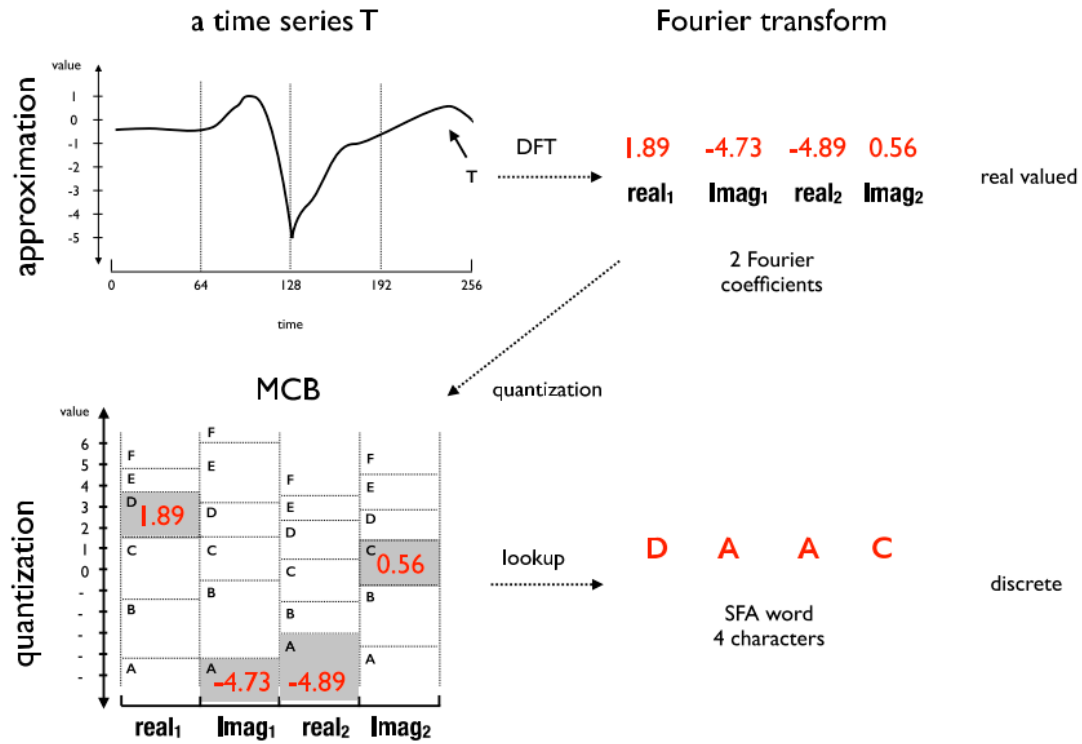 a time series T
Fourier transform
approximation
value
1
0
-1
-2
-3
-4
-5
T
0 64 128 192 256
time
DFT
1.89 -4.73 -4.89 0.56
real1 Imag1 real2 Imag2
real valued
2 Fourier
coefficients
quantization
MCB
quantization
value
6
5
4
3
2
1
0
-
-
-
-
-
F
E
D
1.89
C
B
A
F
E
D
C
B
A
-4.73
F
E
D
C
B
A
-4.89
F
E
D
C
0.56
B
A
real1 Imag1 real2 Imag2
lookup
D A A C
SFA word
4 characters
discrete